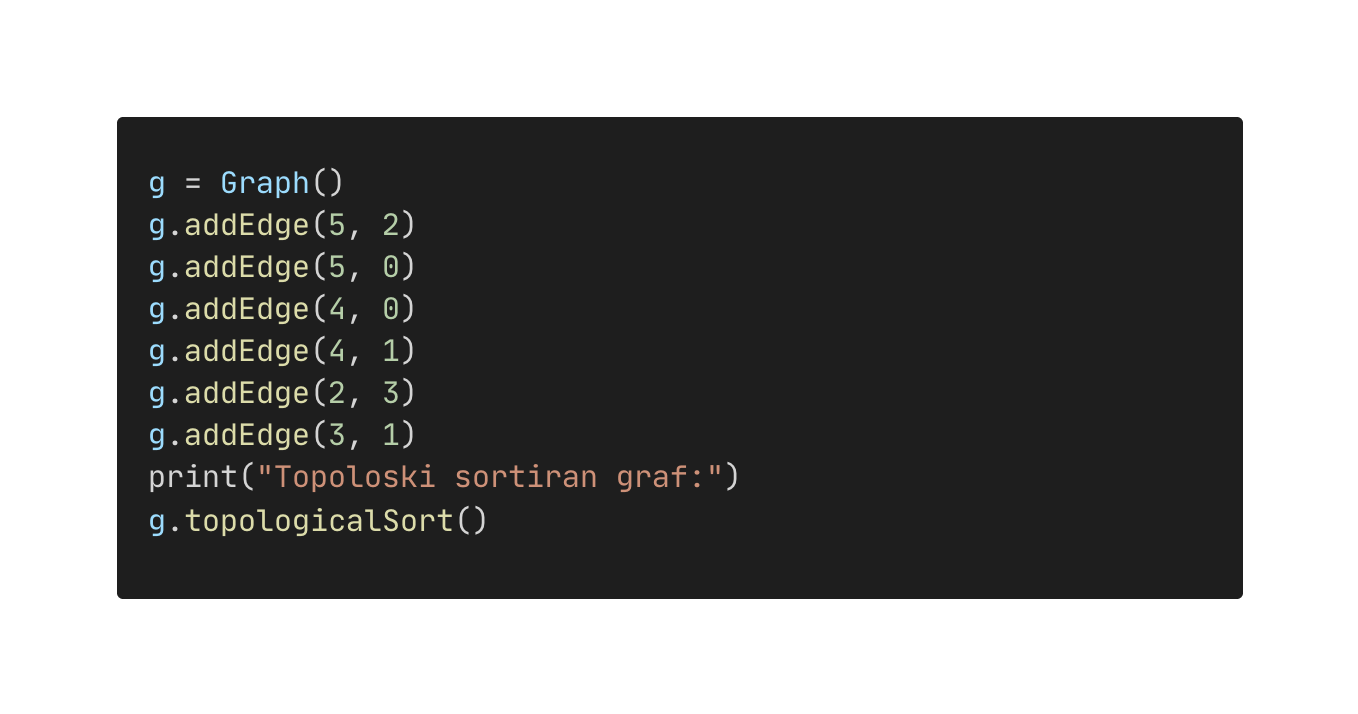 g = Graph()
g.addEdge(5, 2)
g.addEdge(5, 0)
g.addEdge(4, 0)
g.addEdge(4, 1)
g.addEdge(2, 3)
g.addEdge(3, 1)
print("Topoloski sortiran graf:")
g.topologicalSort()